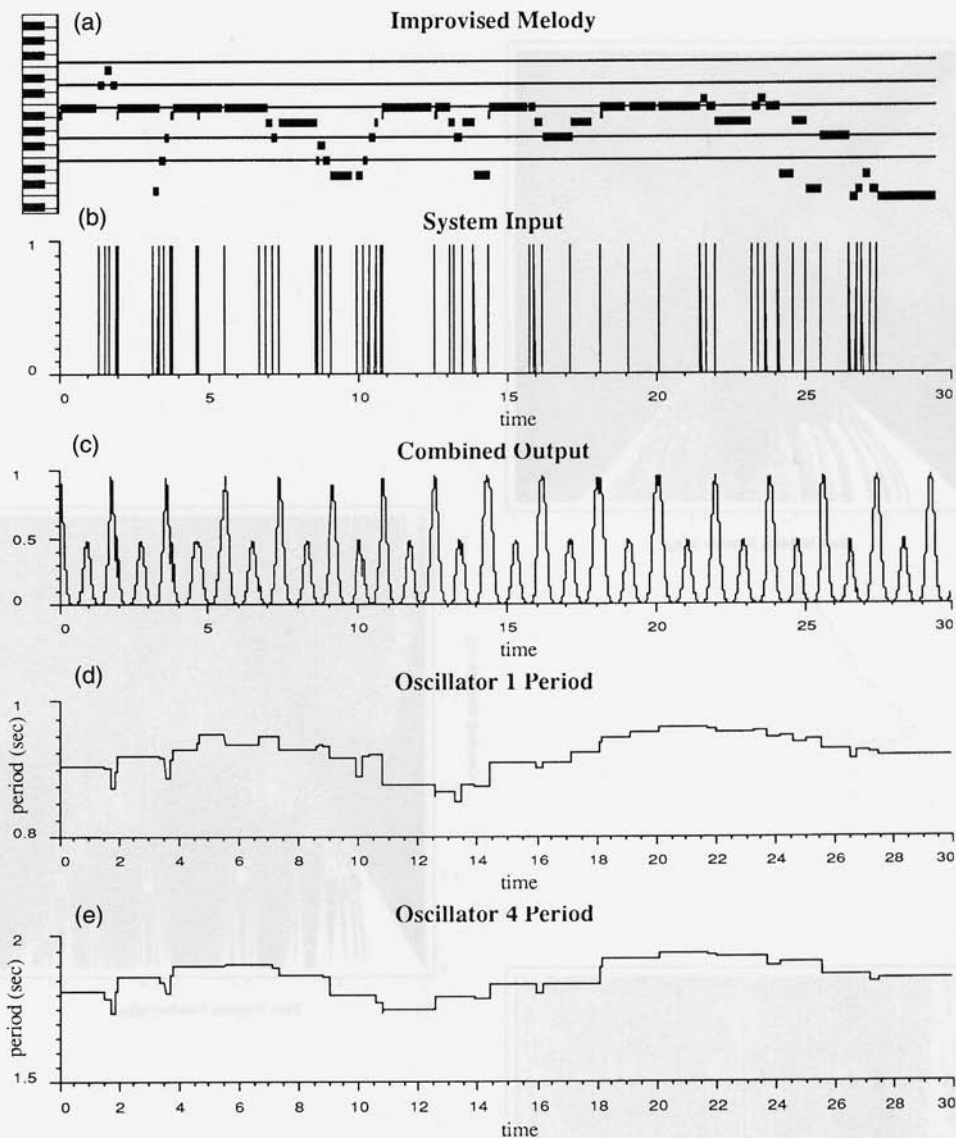 (a) Improvised Melody
(b) System Input
1
0
0 5 10 15 20 25 30
time
(c) Combined Output
1
0.5
0
0 5 10 15 20 25 30
time
(d) Oscillator 1 Period
1
period (sec)
0.8
0 2 4 6 8 10 12 14 16 18 20 22 24 26 28 30
time
(e) Oscillator 4 Period
2
period (sec)
1.5
0 2 4 6 8 10 12 14 16 18 20 22 24 26 28 30
time